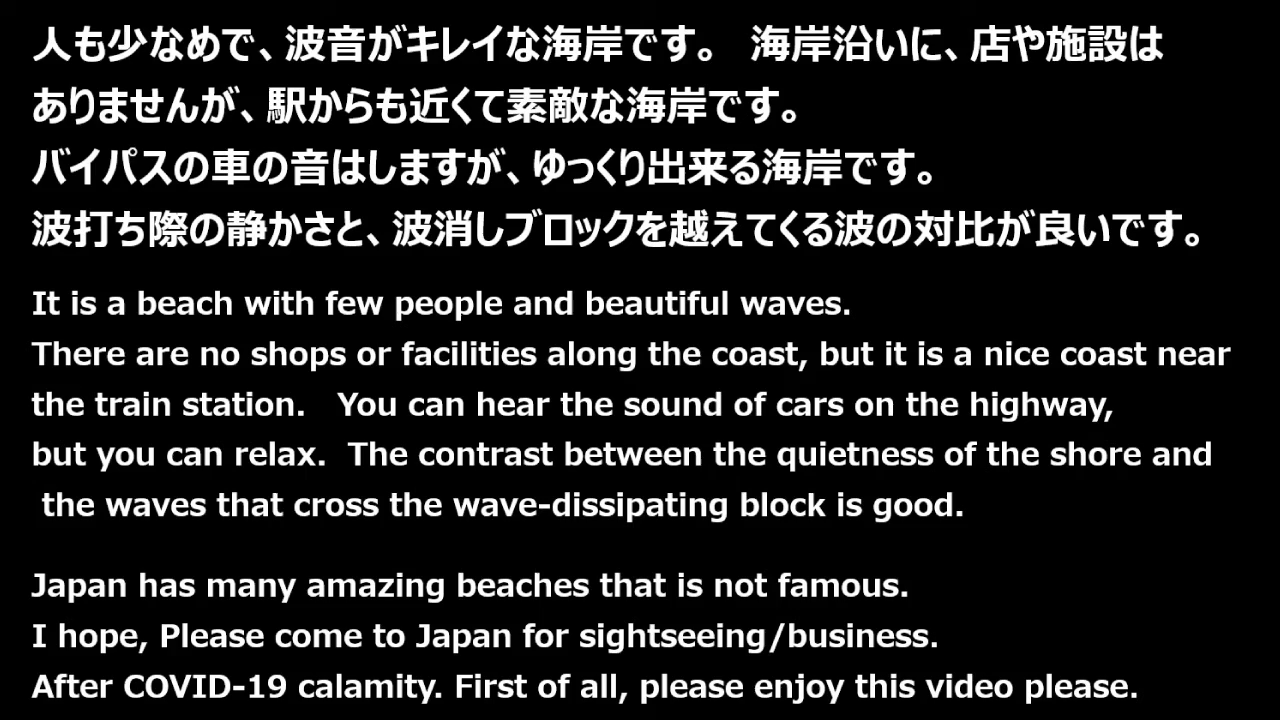 人も少なめで、波音がキレイな海岸です。 海岸沿いに、店や施設は
ありませんが、駅からも近くて素敵な海岸です。
バイパスの車の音はしますが、ゆっくり出来る海岸です。
波打ち際の静かさと、波消しブロックを越えてくる波の対比が良いです。
It is a beach with few people and beautiful waves.
There are no shops or facilities along the coast, but it is a nice coast near
the train station. You can hear the sound of cars on the highway,
but you can relax. The contrast between the quietness of the shore and
the waves that cross the wave-dissipating block is good.
Japan has many amazing beaches that is not famous.
I hope, Please come to Japan for sightseeing/business.
After COVID-19 calamity. First of all, please enjoy this video please.